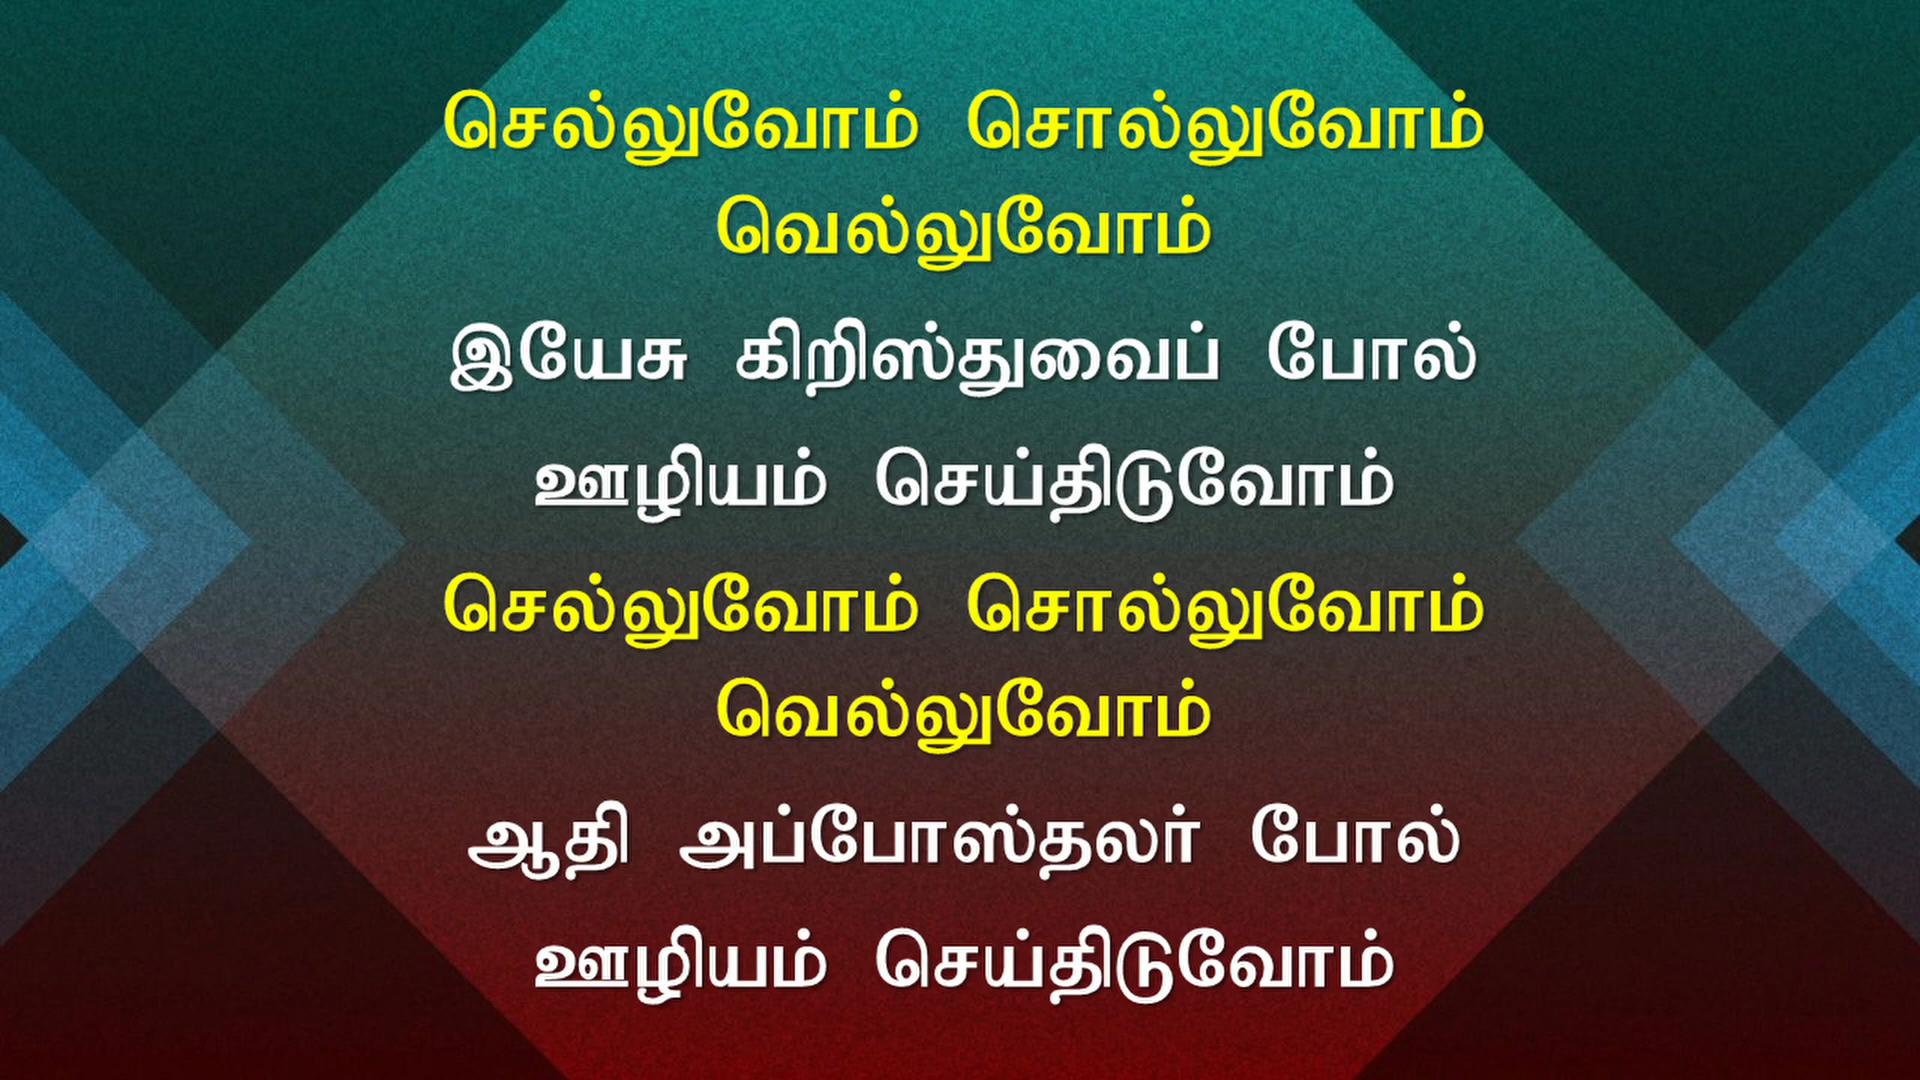 செல்லுவோம் சொல்லுவோம்
வெல்லுவோம்
இயேசு கிறிஸ்துவைப் போல்
ஊழியம் செய்திடுவோம்
செல்லுவோம் சொல்லுவோம்
வெல்லுவோம்
ஆதி அப்போஸ்தலர் போல்
ஊழியம் செய்திடுவோம்